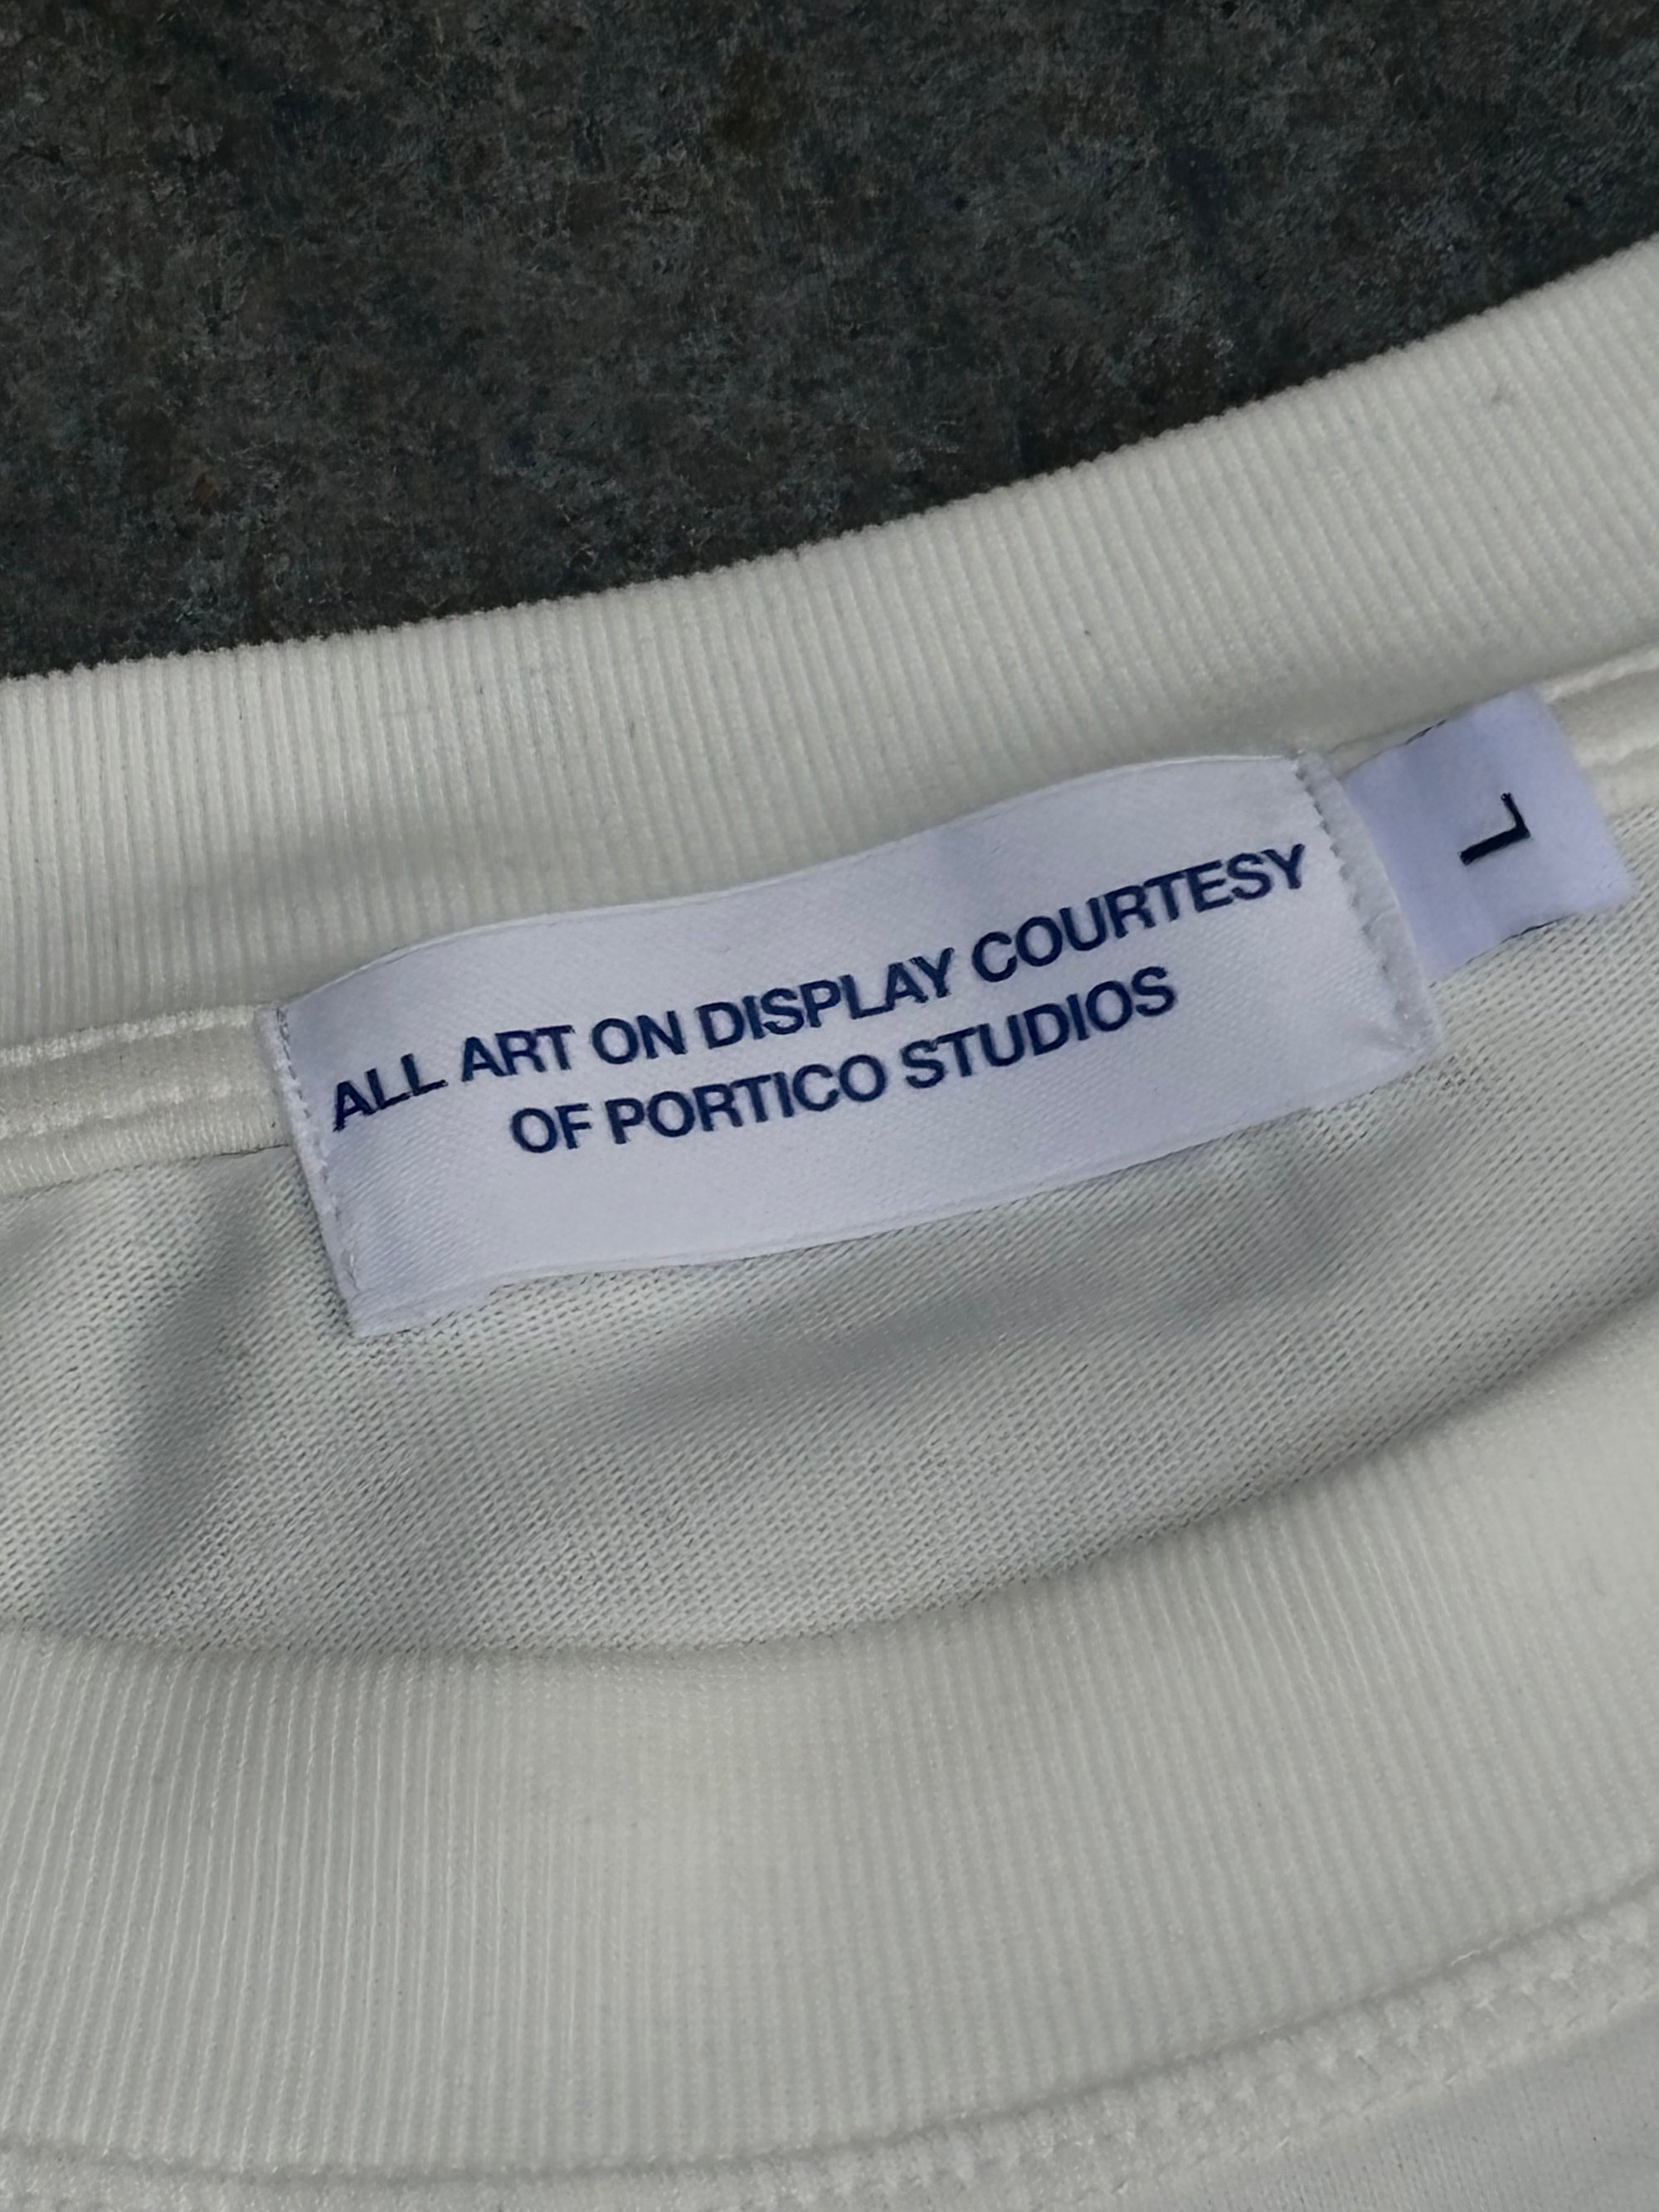 ALL ART ON DISPLAY COURTESY
OF PORTICO STUDIOS
L